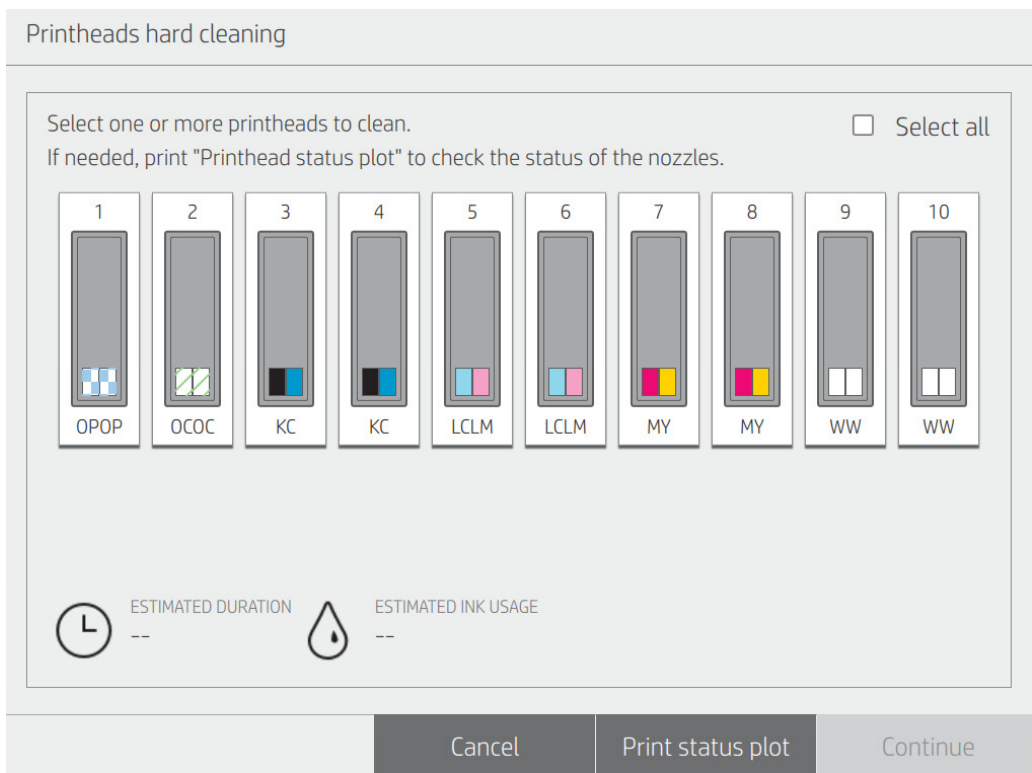 Printheads hard cleaning
Select one or more printheads to clean.
Select all
If needed, print "Printhead status plot" to check the status of the nozzles.
1 2 3 4 5 6 7 8 9 10
OPOP OCOC KC KC LCLM LCLM MY MY WW WW
ESTIMATED DURATION
--
ESTIMATED INK USAGE
--
Cancel
Print status plot
Continue